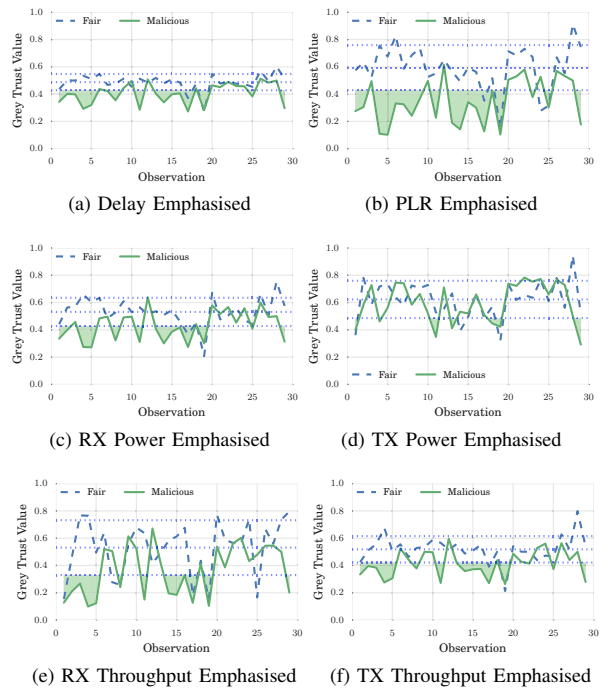 Fair Malicious
1.0
0.8
0.6
0.4
0.2
0.0
Grey Trust Value
0 5 10 15 20 25 30
Observation
(a) Delay Emphasised
Fair Malicious
1.0
0.8
0.6
0.4
0.2
0.0
Grey Trust Value
0 5 10 15 20 25 30
Observation
(b) PLR Emphasised
Fair Malicious
1.0
0.8
0.6
0.4
0.2
0.0
Grey Trust Value
0 5 10 15 20 25 30
Observation
(c) RX Power Emphasised
1.0
0.8
0.6
0.4
0.2
0.0
Grey Trust Value
Fair Malicious
0 5 10 15 20 25 30
Observation
(d) TX Power Emphasised
Fair Malicious
1.0
0.8
0.6
0.4
0.2
0.0
Grey Trust Value
0 5 10 15 20 25 30
Observation
(e) RX Throughput Emphasised
Fair Malicious
1.0
0.8
0.6
0.4
0.2
0.0
Grey Trust Value
0 5 10 15 20 25 30
Observation
(f) TX Throughput Emphasised